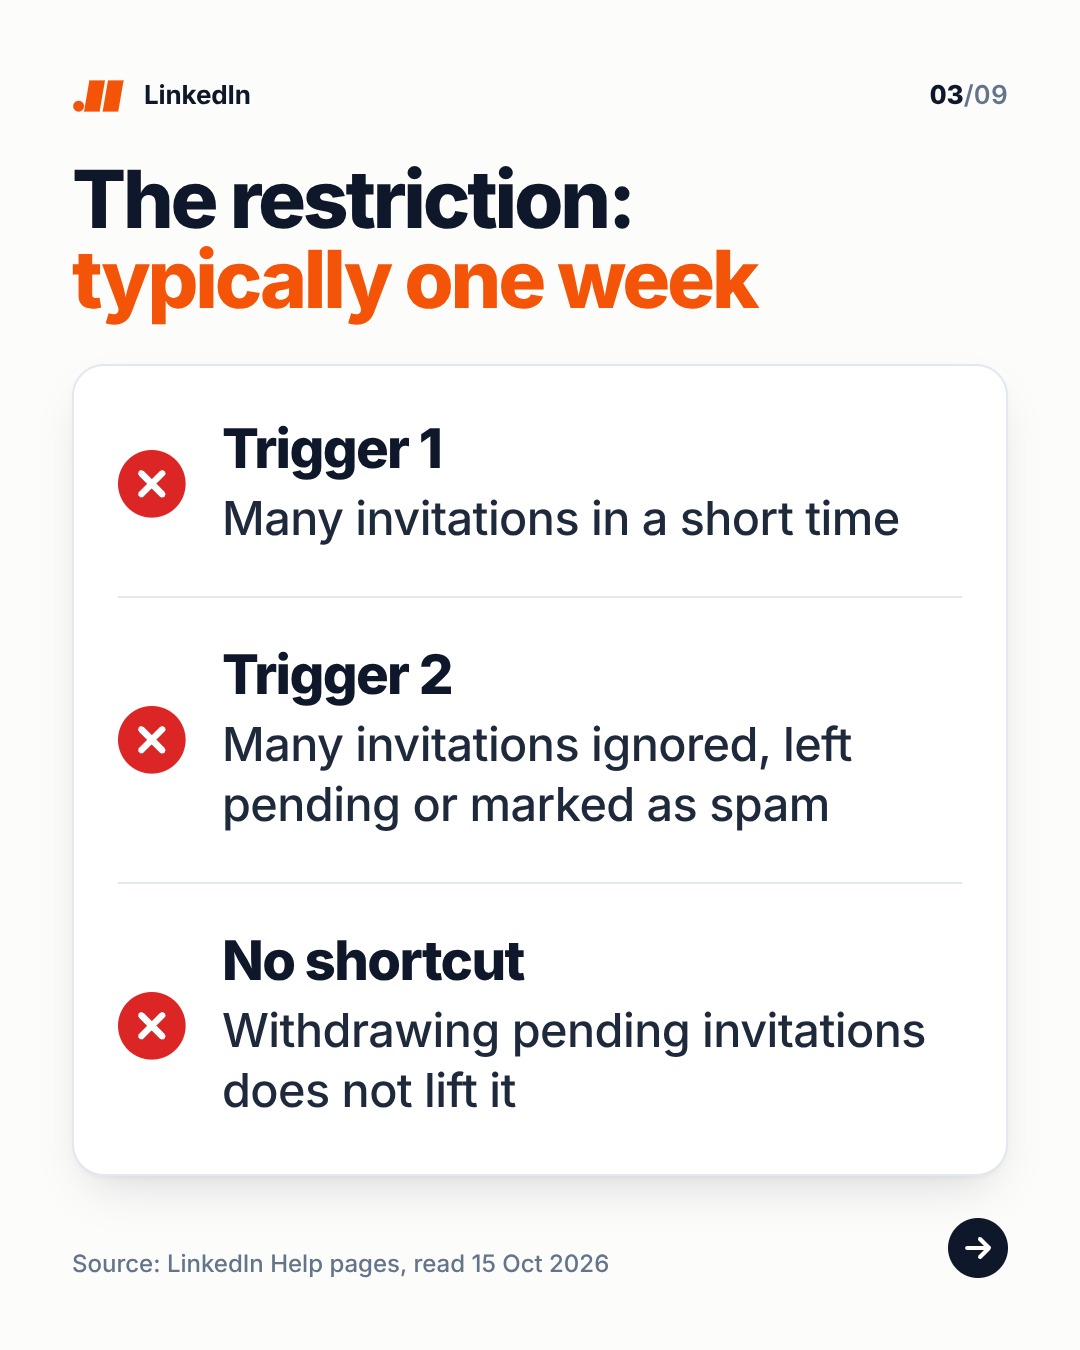 LinkedIn
03/09
The restriction:
typically one week
Trigger 1
Many invitations in a short time
Trigger 2
Many invitations ignored, left
pending or marked as spam
No shortcut
Withdrawing pending invitations
does not lift it
Source: LinkedIn Help pages, read 15 Oct 2026